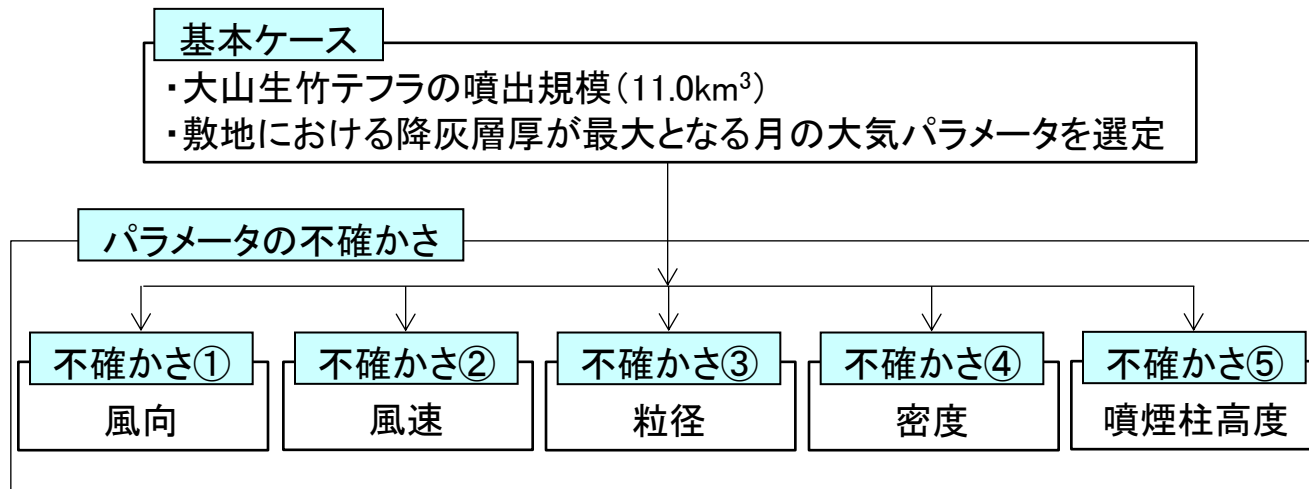 基本ケース
・大山生竹テフラの噴出規模（11.0km³）
・敷地における降灰層厚が最大となる月の大気パラメータを選定
パラメータの不確かさ
不確かさ①
風向
不確かさ②
風速
不確かさ③
粒径
不確かさ④
密度
不確かさ⑤
噴煙柱高度